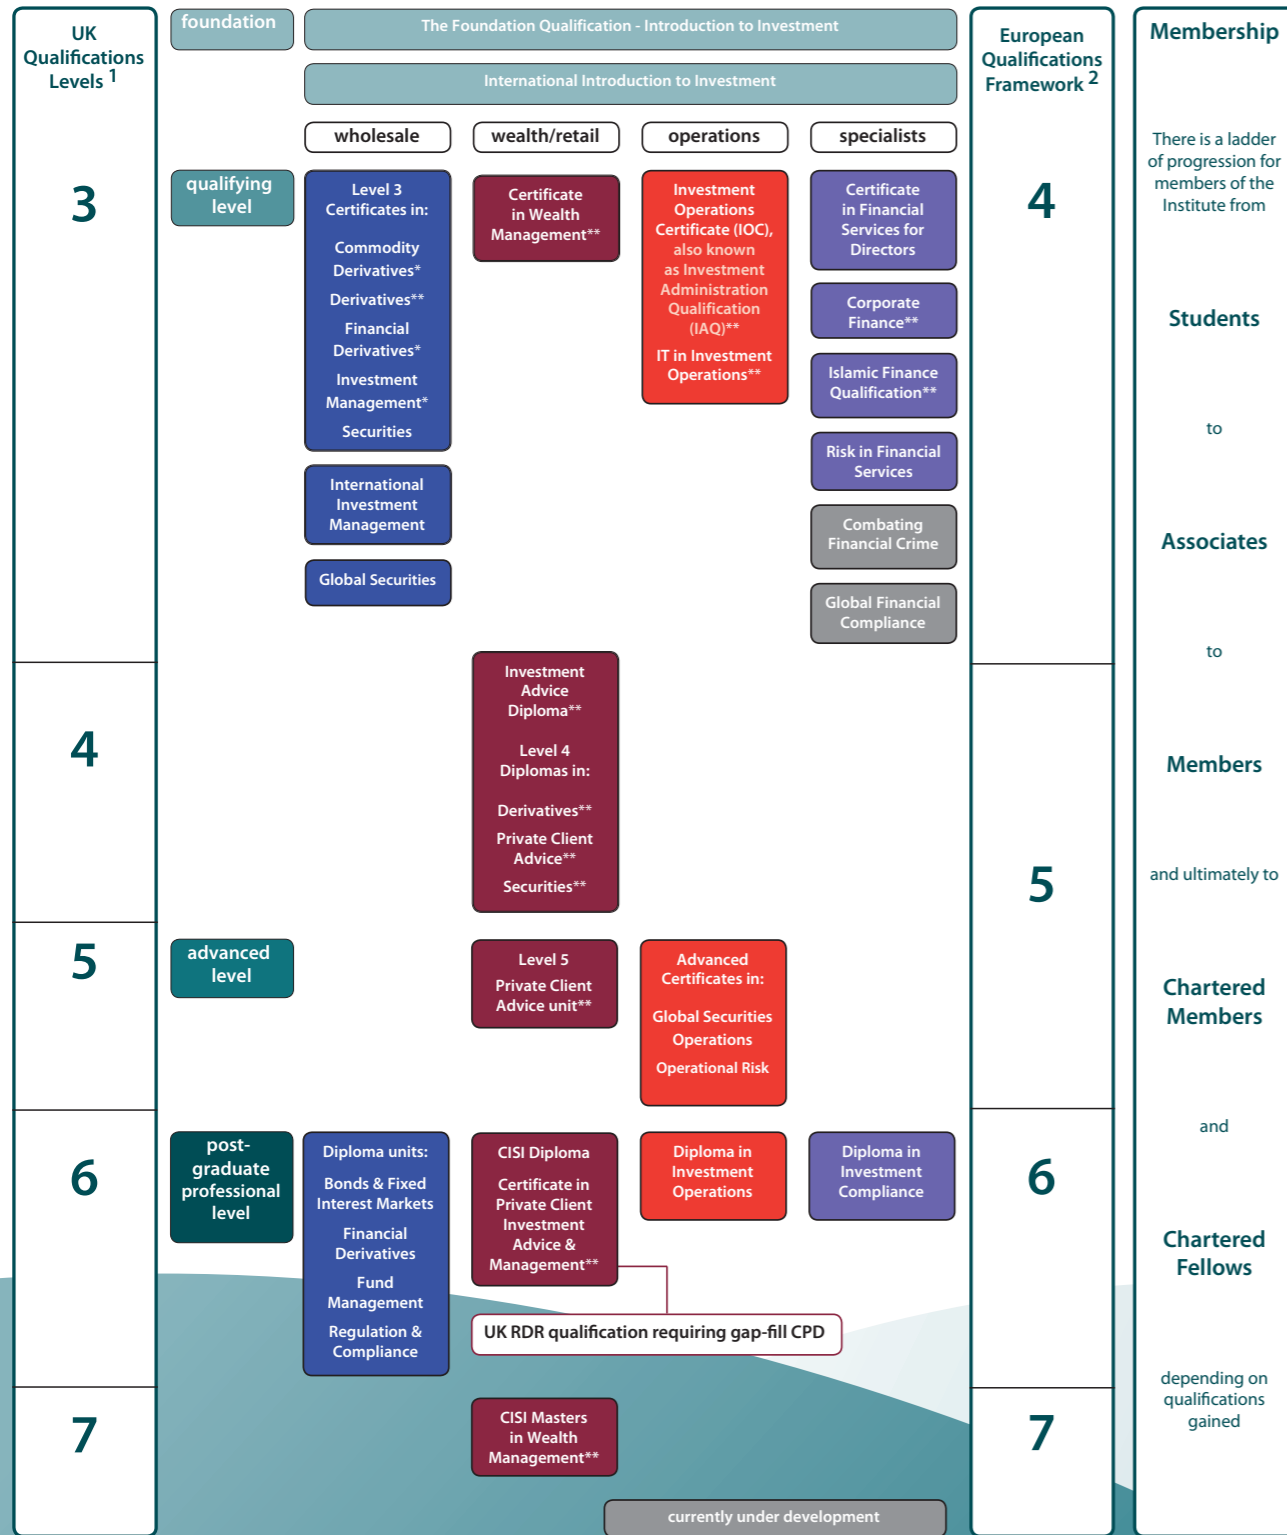 UK
Qualifications
Levels 1
3
4
5
6
7
foundation
The Foundation Qualification - Introduction to Investment
International Introduction to Investment
wholesale
wealth/retail
operations
specialists
qualifying
level
Level 3
Certificates in:
Commodity
Derivatives*
Derivatives**
Financial
Derivatives*
Investment
Management*
Securities
International
Investment
Management
Global Securities
Certificate
in Wealth
Management**
Investment
Operations
Certificate (IOC),
also known
as Investment
Administration
Qualification
(IAQ)**
IT in Investment
Operations**
Certificate
in Financial
Services for
Directors
Corporate
Finance**
Islamic Finance
Qualification**
Risk in Financial
Services
Combating
Financial Crime
Global Financial
Compliance
Investment
Advice
Diploma**
Level 4
Diplomas in:
Derivatives**
Private Client
Advice**
Securities**
advanced
level
Level 5
Private Client
Advice unit**
Advanced
Certificates in:
Global Securities
Operations
Operational Risk
post-
graduate
professional
level
Diploma units:
Bonds & Fixed
Interest Markets
Financial
Derivatives
Fund
Management
Regulation &
Compliance
CISI Diploma
Certificate in
Private Client
Investment
Advice &
Management**
Diploma in
Investment
Operations
Diploma in
Investment
Compliance
UK RDR qualification requiring gap-fill CPD
CISI Masters
in Wealth
Management**
currently under development
European
Qualifications
Framework 2
4
5
6
7
Membership
There is a ladder
of progression for
members of the
Institute from
Students
to
Associates
to
Members
and ultimately to
Chartered
Members
and
Chartered
Fellows
depending on
qualifications
gained